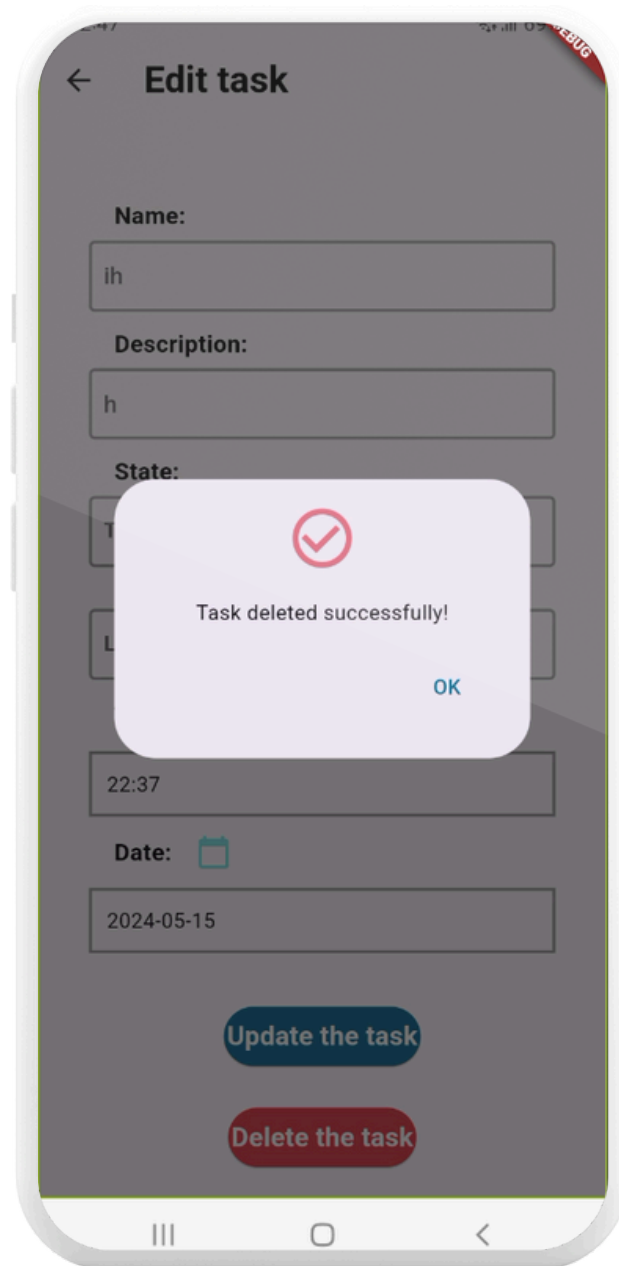 Edit task
DEBUG
Name:
ih
Description:
h
State:
T
Task deleted successfully!
L
OK
22:37
Date:
2024-05-15
Update the task
Delete the task